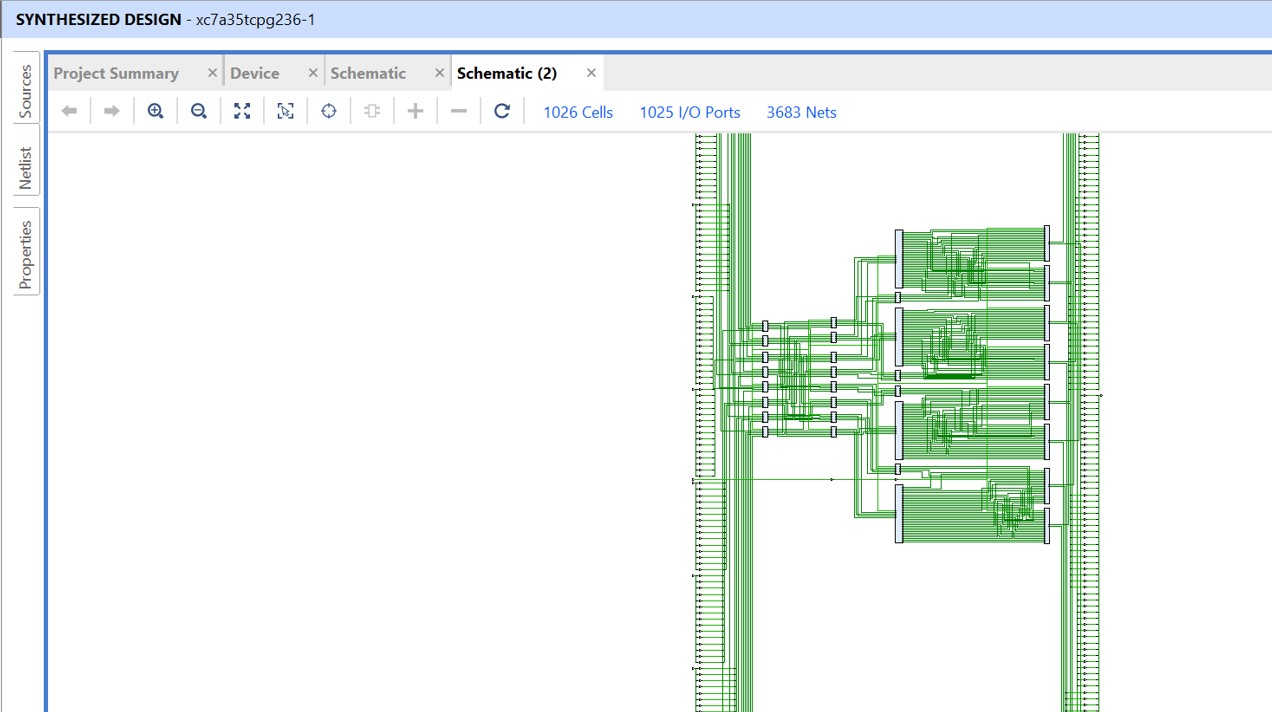 SYNTHESIZED DESIGN - xc7a35tcpg236-1
Sources
Netlist
Properties
Project Summary
Device
Schematic
Schematic (2)
1026 Cells
1025 I/O Ports
3683 Nets